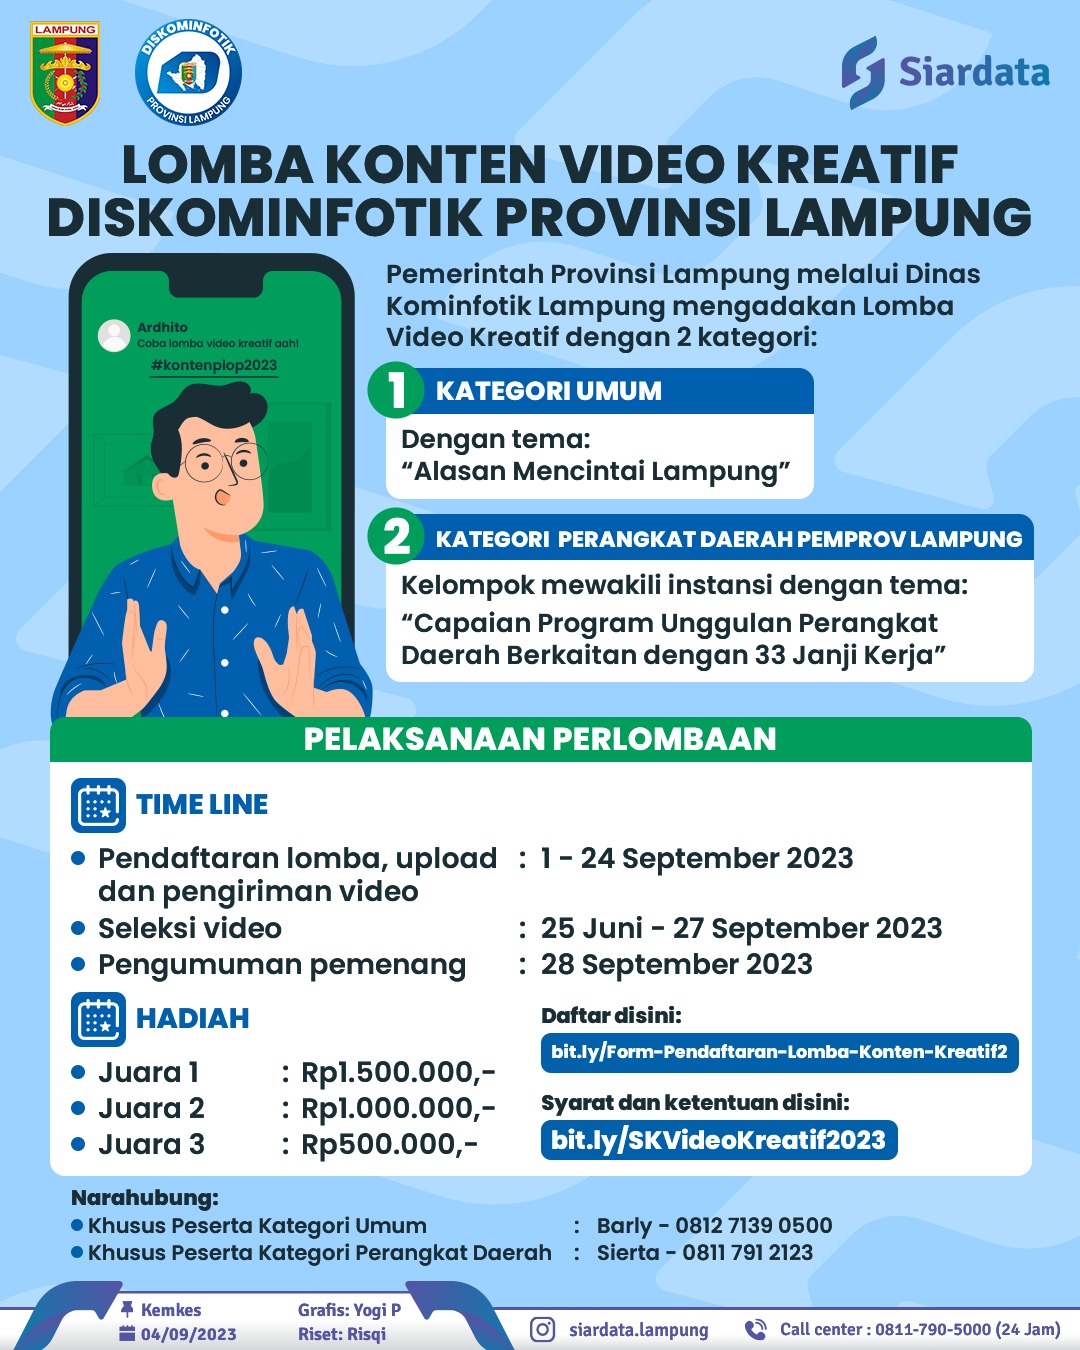 LAMPUNG
DISKOMINFOTIK
PROVINSI LAMPUNG
Siardata
LOMBA KONTEN VIDEO KREATIF
DISKOMINFOTIK PROVINSI LAMPUNG
Ardhito
Coba lomba video kreatif aah!
#kontenplop2023
Pemerintah Provinsi Lampung melalui Dinas
Kominfotik Lampung mengadakan Lomba
Video Kreatif dengan 2 kategori:
1 KATEGORI UMUM
Dengan tema:
“Alasan Mencintai Lampung”
2 KATEGORI PERANGKAT DAERAH PEMPROV LAMPUNG
Kelompok mewakili instansi dengan tema:
“Capaian Program Unggulan Perangkat
Daerah Berkaitan dengan 33 Janji Kerja”
PELAKSANAAN PERLOMBAAN
TIME LINE
Pendaftaran lomba, upload : 1 - 24 September 2023
dan pengiriman video
Seleksi video : 25 Juni - 27 September 2023
Pengumuman pemenang : 28 September 2023
HADIAH
Juara 1 : Rp1.500.000,-
Juara 2 : Rp1.000.000,-
Juara 3 : Rp500.000,-
Daftar disini:
bit.ly/Form-Pendaftaran-Lomba-Konten-Kreatif2
Syarat dan ketentuan disini:
bit.ly/SKVideoKreatif2023
Narahubung:
Khusus Peserta Kategori Umum : Barly - 0812 7139 0500
Khusus Peserta Kategori Perangkat Daerah : Sierta - 0811 791 2123
Kemkes
04/09/2023
Grafis: Yogi P
Riset: Risqi
siardata.lampung
Call center : 0811-790-5000 (24 Jam)